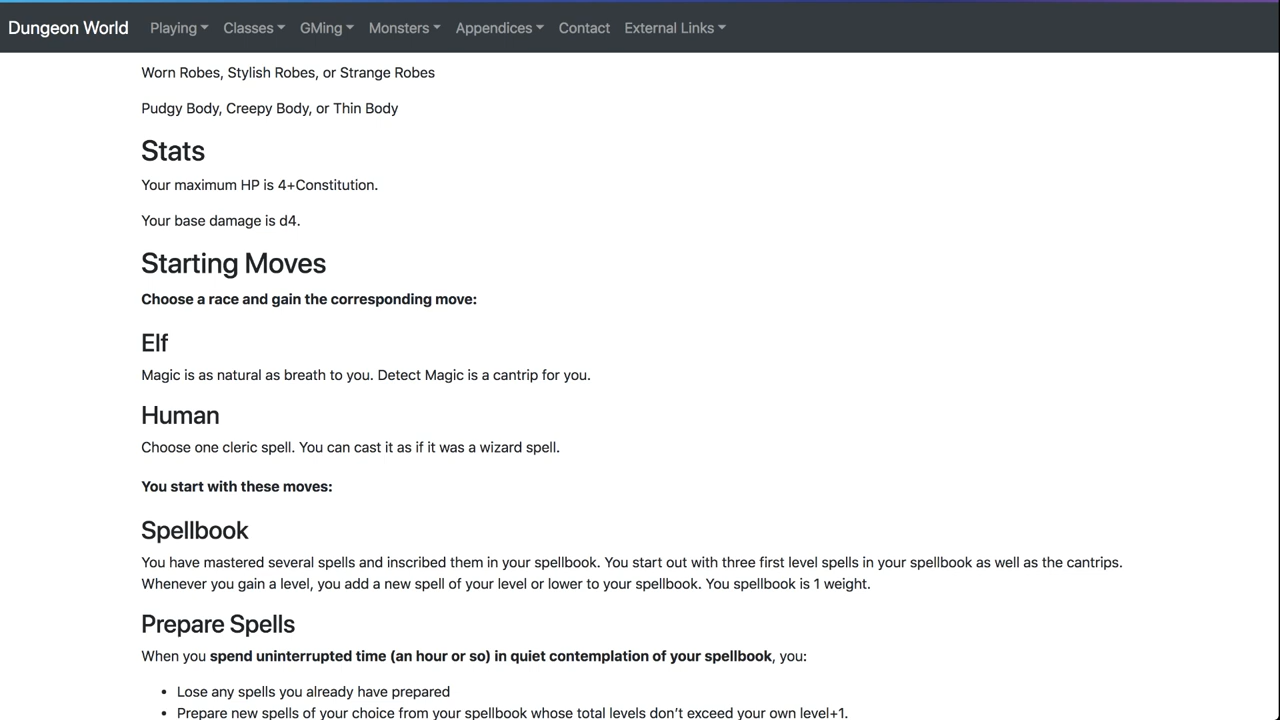 Dungeon World Playing Classes GMing Monsters Appendices Contact External Links
Worn Robes, Stylish Robes, or Strange Robes
Pudgy Body, Creepy Body, or Thin Body
Stats
Your maximum HP is 4+Constitution.
Your base damage is d4.
Starting Moves
Choose a race and gain the corresponding move:
Elf
Magic is as natural as breath to you. Detect Magic is a cantrip for you.
Human
Choose one cleric spell. You can cast it as if it was a wizard spell.
You start with these moves:
Spellbook
You have mastered several spells and inscribed them in your spellbook. You start out with three first level spells in your spellbook as well as the cantrips.
Whenever you gain a level, you add a new spell of your level or lower to your spellbook. You spellbook is 1 weight.
Prepare Spells
When you spend uninterrupted time (an hour or so) in quiet contemplation of your spellbook, you:
• Lose any spells you already have prepared
• Prepare new spells of your choice from your spellbook whose total levels don’t exceed your own level+1.